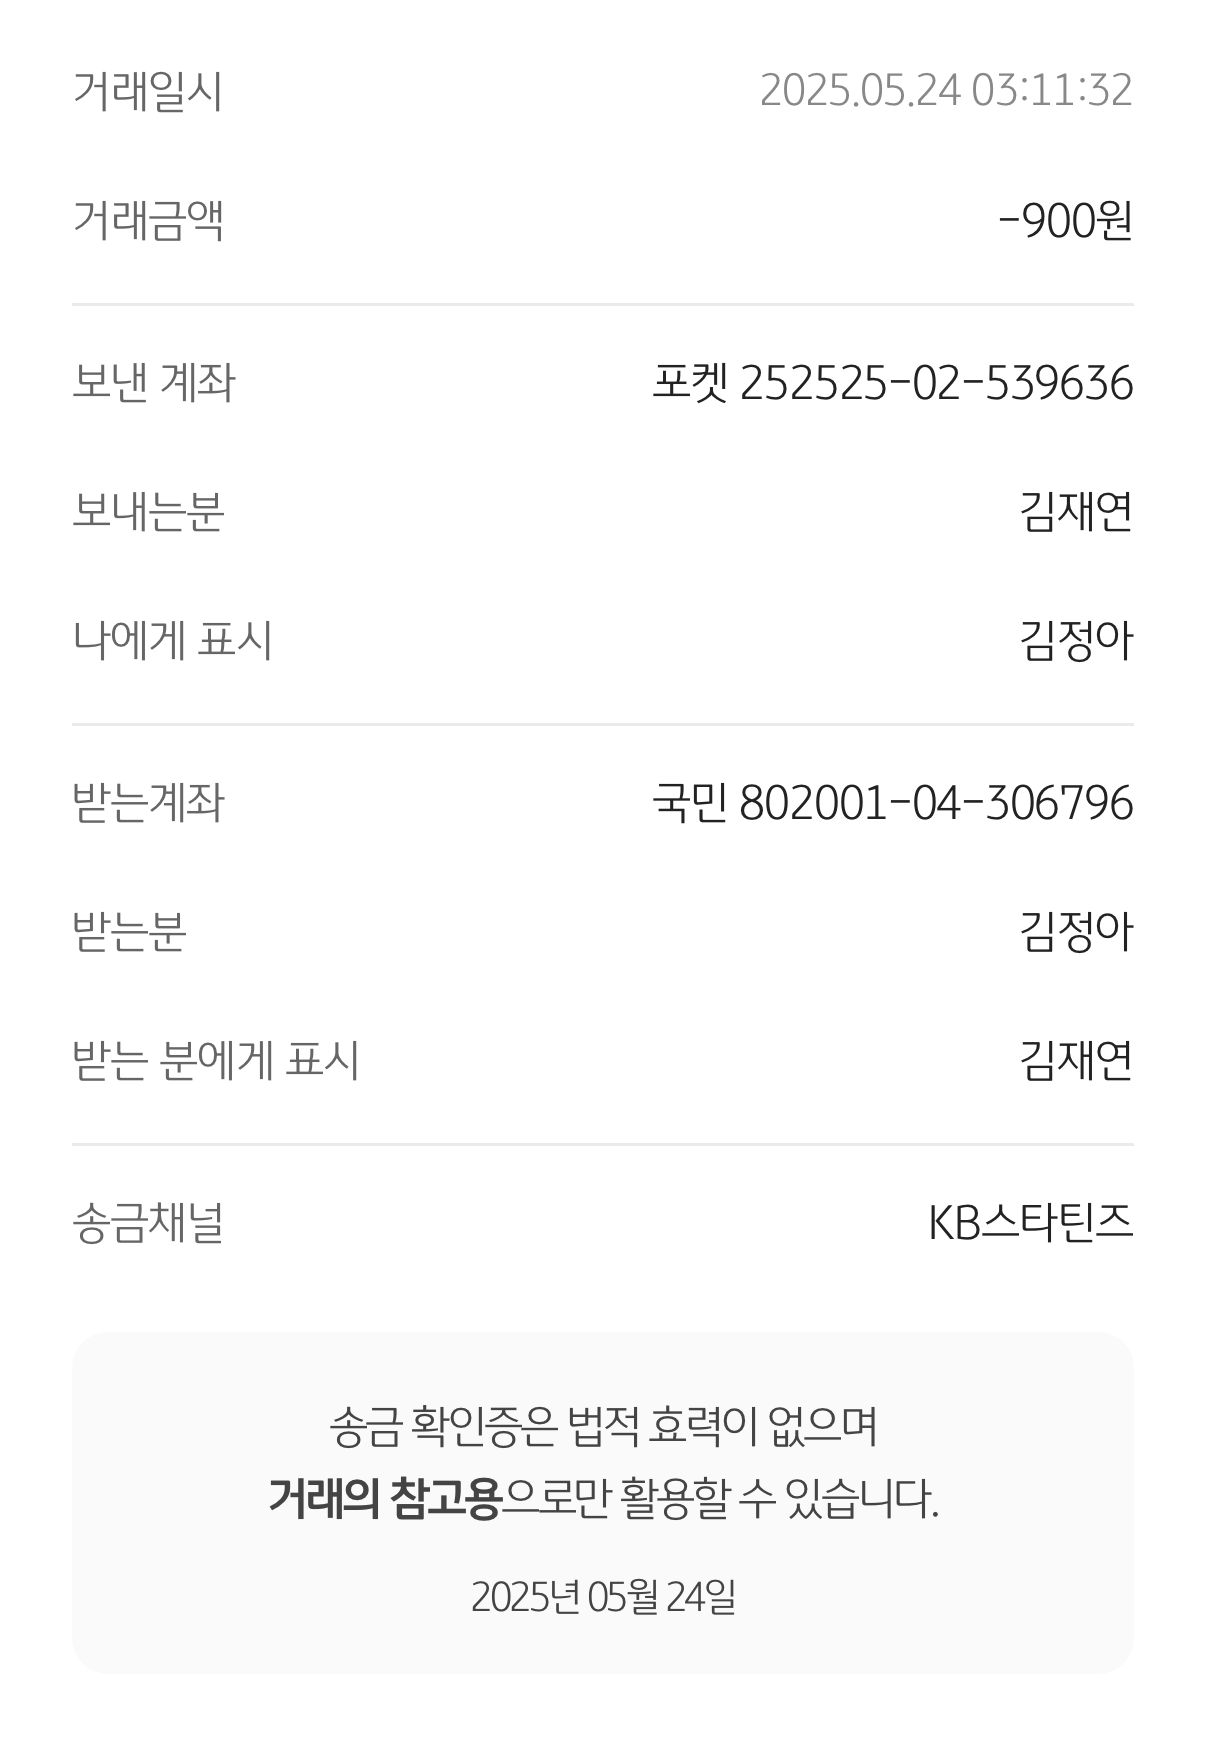 거래일시 2025.05.24 03:11:32
거래금액 -900원
보낸 계좌 포켓 252525-02-539636
보내는분 김재연
나에게 표시 김정아
받는계좌 국민 802001-04-306796
받는분 김정아
받는 분에게 표시 김재연
송금채널 KB스타틴즈
송금 확인증은 법적 효력이 없으며
거래의 참고용으로만 활용할 수 있습니다.
2025년 05월 24일